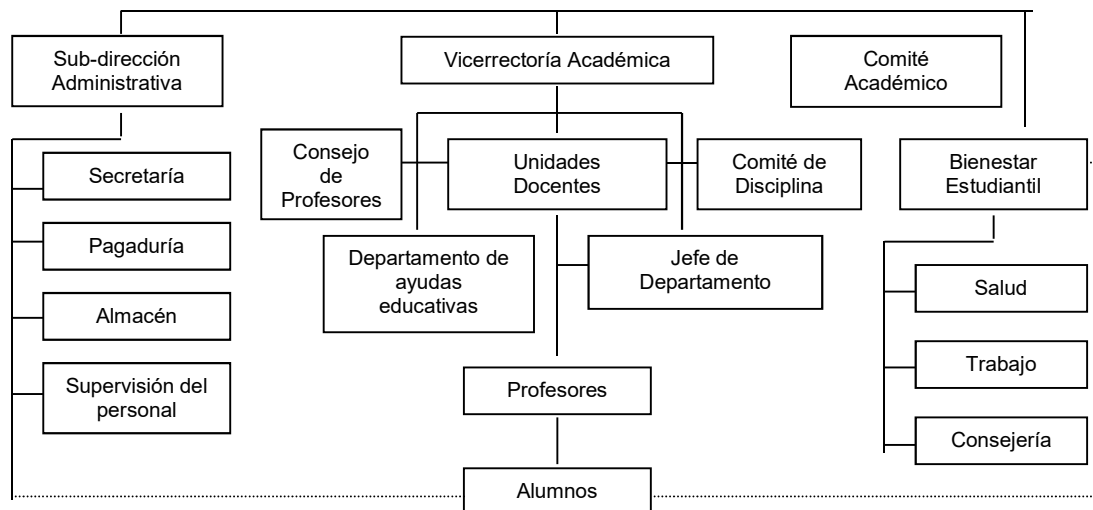 Sub-dirección
Administrativa
Vicerrectoría Académica
Comité
Académico
Consejo
de
Profesores
Unidades
Docentes
Comité de
Disciplina
Bienestar
Estudiantil
Secretaría
Pagaduría
Almacén
Supervisión del
personal
Departamento de
ayudas
educativas
Jefe de
Departamento
Salud
Trabajo
Consejería
Profesores
Alumnos